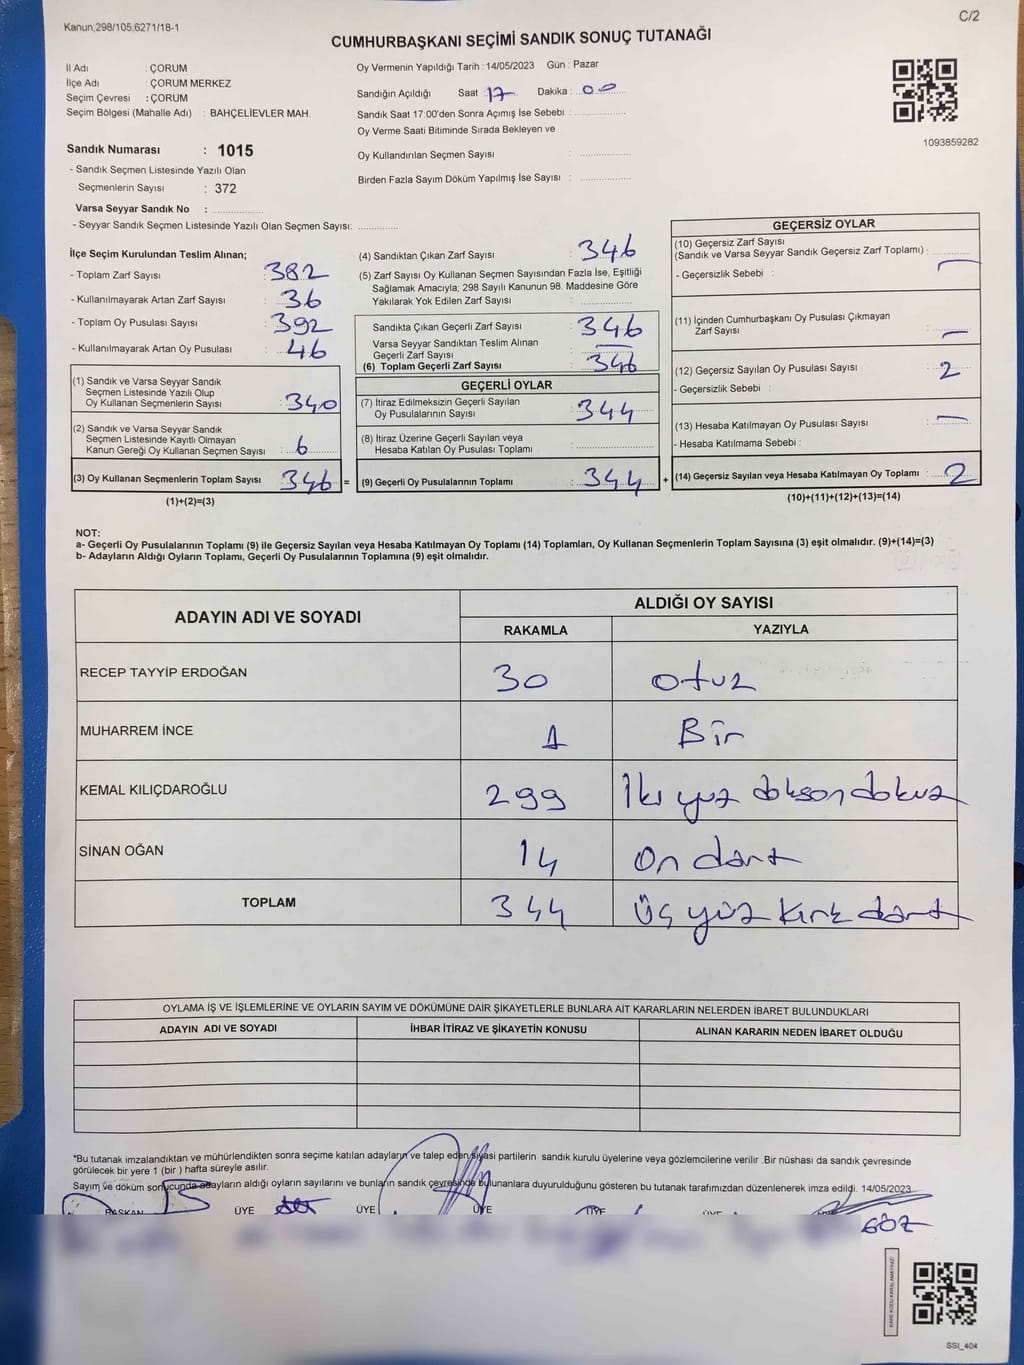 Kanun,298/105,6271/18-1
C/2
CUMHURBAŞKANI SEÇİMİ SANDIK SONUÇ TUTANAĞI
İl Adı : ÇORUM
İlçe Adı : ÇORUM MERKEZ
Seçim Çevresi : ÇORUM
Seçim Bölgesi (Mahalle Adı) : BAHÇELİEVLER MAH.
Oy Vermenin Yapıldığı Tarih : 14/05/2023 Gün : Pazar
Sandığın Açıldığı Saat : 17 Dakika : 00
Sandık Saat 17:00'den Sonra Açımış İse Sebebi :
Oy Verme Saati Bitiminde Sırada Bekleyen ve
Oy Kullandırılan Seçmen Sayısı :
Birden Fazla Sayım Döküm Yapılmış İse Sayısı :
1093859282
Sandık Numarası : 1015
- Sandık Seçmen Listesinde Yazılı Olan
Seçmenlerin Sayısı : 372
Varsa Seyyar Sandık No :
- Seyyar Sandık Seçmen Listesinde Yazılı Olan Seçmen Sayısı:
İlçe Seçim Kurulundan Teslim Alınan;
- Toplam Zarf Sayısı : 382
- Kullanılmayarak Artan Zarf Sayısı : 36
- Toplam Oy Pusulası Sayısı : 392
- Kullanılmayarak Artan Oy Pusulası : 46
(1) Sandık ve Varsa Seyyar Sandık
Seçmen Listesinde Yazılı Olup
Oy Kullanan Seçmenlerin Sayısı : 340
(2) Sandık ve Varsa Seyyar Sandık
Seçmen Listesinde Kayıtlı Olmayan
Kanun Gereği Oy Kullanan Seçmen Sayısı : 6
(3) Oy Kullanan Seçmenlerin Toplam Sayısı : 346 =
(1)+(2)=(3)
(4) Sandıktan Çıkan Zarf Sayısı : 346
(5) Zarf Sayısı Oy Kullanan Seçmen Sayısından Fazla İse, Eşitliği
Sağlamak Amacıyla; 298 Sayılı Kanunun 98. Maddesine Göre
Yakılarak Yok Edilen Zarf Sayısı :
Sandıkta Çıkan Geçerli Zarf Sayısı : 346
Varsa Seyyar Sandıktan Teslim Alınan
Geçerli Zarf Sayısı : —
(6) Toplam Geçerli Zarf Sayısı : 346
GEÇERLİ OYLAR
(7) İtiraz Edilmeksizin Geçerli Sayılan
Oy Pusulalarının Sayısı : 344
(8) İtiraz Üzerine Geçerli Sayılan veya
Hesaba Katılan Oy Pusulası Toplamı :
(9) Geçerli Oy Pusulalarının Toplamı : 344 +
GEÇERSİZ OYLAR
(10) Geçersiz Zarf Sayısı
(Sandık ve Varsa Seyyar Sandık Geçersiz Zarf Toplamı) : —
- Geçersizlik Sebebi :
(11) İçinden Cumhurbaşkanı Oy Pusulası Çıkmayan
Zarf Sayısı : —
(12) Geçersiz Sayılan Oy Pusulası Sayısı : 2
- Geçersizlik Sebebi :
(13) Hesaba Katılmayan Oy Pusulası Sayısı : —
- Hesaba Katılmama Sebebi :
(14) Geçersiz Sayılan veya Hesaba Katılmayan Oy Toplamı : 2
(10)+(11)+(12)+(13)=(14)
NOT:
a- Geçerli Oy Pusulalarının Toplamı (9) ile Geçersiz Sayılan veya Hesaba Katılmayan Oy Toplamı (14) Toplamları, Oy Kullanan Seçmenlerin Toplam Sayısına (3) eşit olmalıdır. (9)+(14)=(3)
b- Adayların Aldığı Oyların Toplamı, Geçerli Oy Pusulalarının Toplamına (9) eşit olmalıdır.
ADAYIN ADI VE SOYADI ALDIĞI OY SAYISI
RAKAMLA YAZIYLA
RECEP TAYYİP ERDOĞAN 30 otuz
MUHARREM İNCE 1 Bir
KEMAL KILIÇDAROĞLU 299 İki yüz doksan dokuz
SİNAN OĞAN 14 On dört
TOPLAM 344 Üç yüz kırk dört
OYLAMA İŞ VE İŞLEMLERİNE VE OYLARIN SAYIM VE DÖKÜMÜNE DAİR ŞİKAYETLERLE BUNLARA AİT KARARLARIN NELERDEN İBARET BULUNDUKLARI
ADAYIN ADI VE SOYADI İHBAR İTİRAZ VE ŞİKAYETİN KONUSU ALINAN KARARIN NEDEN İBARET OLDUĞU
*Bu tutanak imzalandıktan ve mühürlendikten sonra seçime katılan adayların ve talep eden siyasi partilerin sandık kurulu üyelerine veya gözlemcilerine verilir .Bir nüshası da sandık çevresinde
görülecek bir yere 1 (bir ) hafta süreyle asılır.
Sayım ve döküm sonucunda adayların aldığı oyların sayılarını ve bunların sandık çevresinde bulunanlara duyurulduğunu gösteren bu tutanak tarafımızdan düzenlenerek imza edildi. 14/05/2023
BAŞKAN ÜYE ÜYE ÜYE ÜYE ÜYE
SSI_404